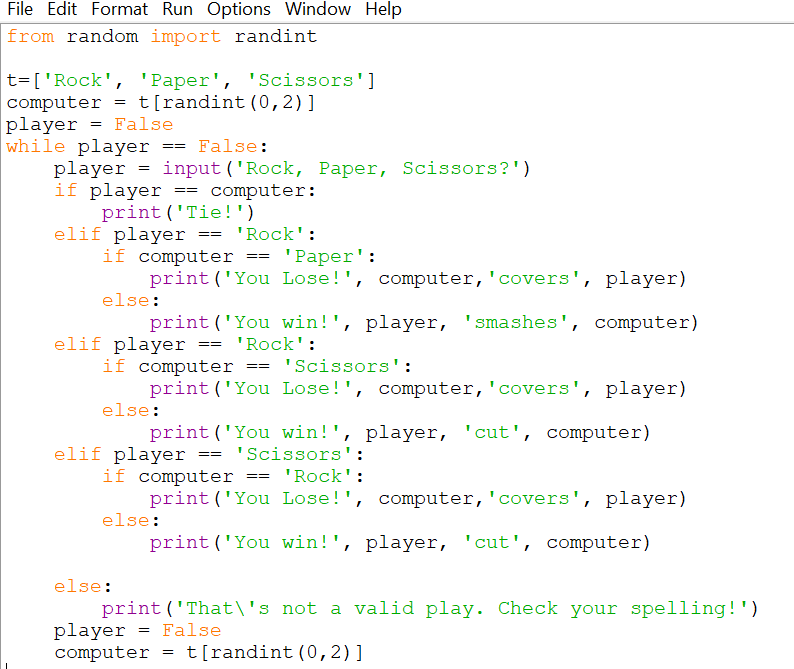 File Edit Format Run Options Window Help
from random import randint

t=['Rock', 'Paper', 'Scissors']
computer = t[randint(0,2)]
player = False
while player == False:
    player = input('Rock, Paper, Scissors?')
    if player == computer:
        print('Tie!')
    elif player == 'Rock':
        if computer == 'Paper':
            print('You Lose!', computer,'covers', player)
        else:
            print('You win!', player, 'smashes', computer)
    elif player == 'Rock':
        if computer == 'Scissors':
            print('You Lose!', computer,'covers', player)
        else:
            print('You win!', player, 'cut', computer)
    elif player == 'Scissors':
        if computer == 'Rock':
            print('You Lose!', computer,'covers', player)
        else:
            print('You win!', player, 'cut', computer)

    else:
        print('That\'s not a valid play. Check your spelling!')
    player = False
    computer = t[randint(0,2)]